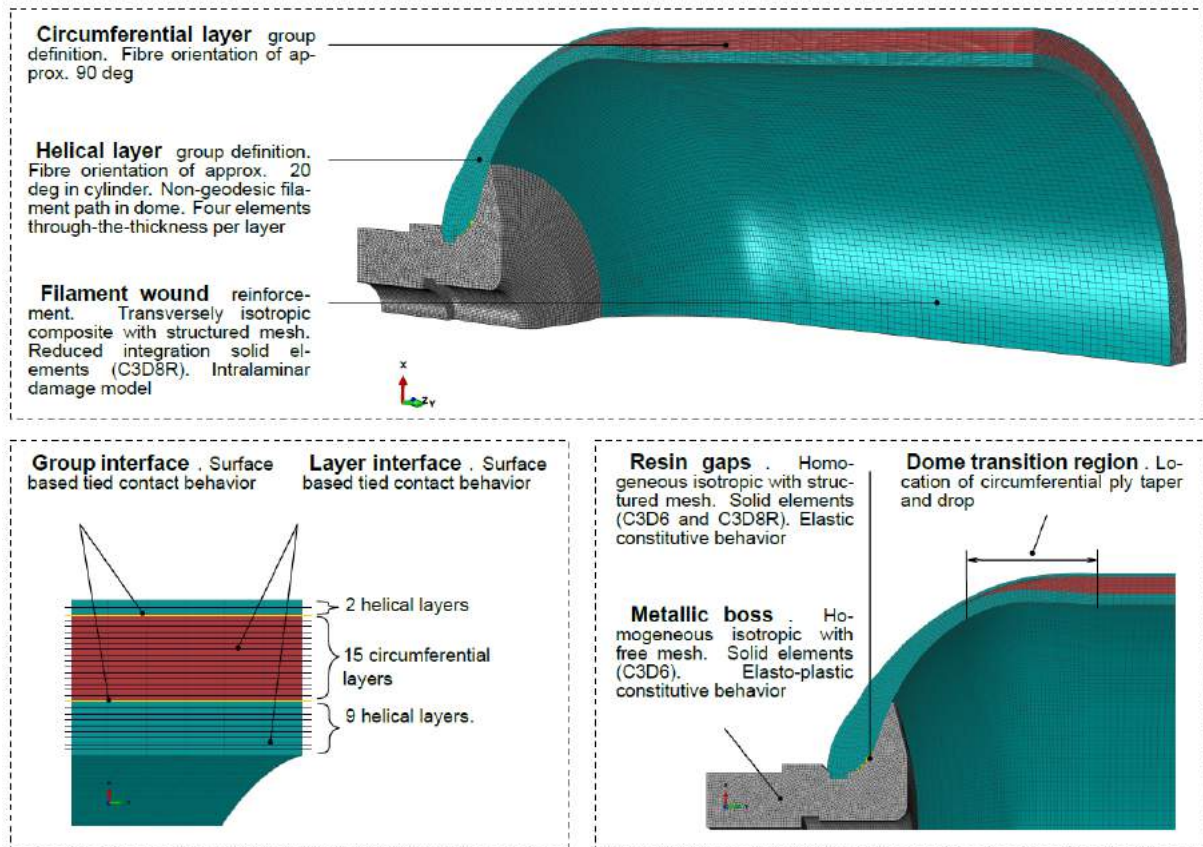 Circumferential layer group
definition. Fibre orientation of ap-
prox. 90 deg
Helical layer group definition.
Fibre orientation of approx. 20
deg in cylinder. Non-geodesic fila-
ment path in dome. Four elements
through-the-thickness per layer
Filament wound reinforce-
ment. Transversely isotropic
composite with structured mesh.
Reduced integration solid el-
ements (C3D8R). Intralaminar
damage model
X
Z
Y
Group interface . Surface
based tied contact behavior
Layer interface . Surface
based tied contact behavior
2 helical layers
15 circumferential
layers
9 helical layers.
Resin gaps . Homo-
geneous isotropic with struc-
tured mesh. Solid elements
(C3D6 and C3D8R). Elastic
constitutive behavior
Dome transition region . Lo-
cation of circumferential ply taper
and drop
Metallic boss . Ho-
mogeneous isotropic with
free mesh. Solid elements
(C3D6). Elasto-plastic
constitutive behavior